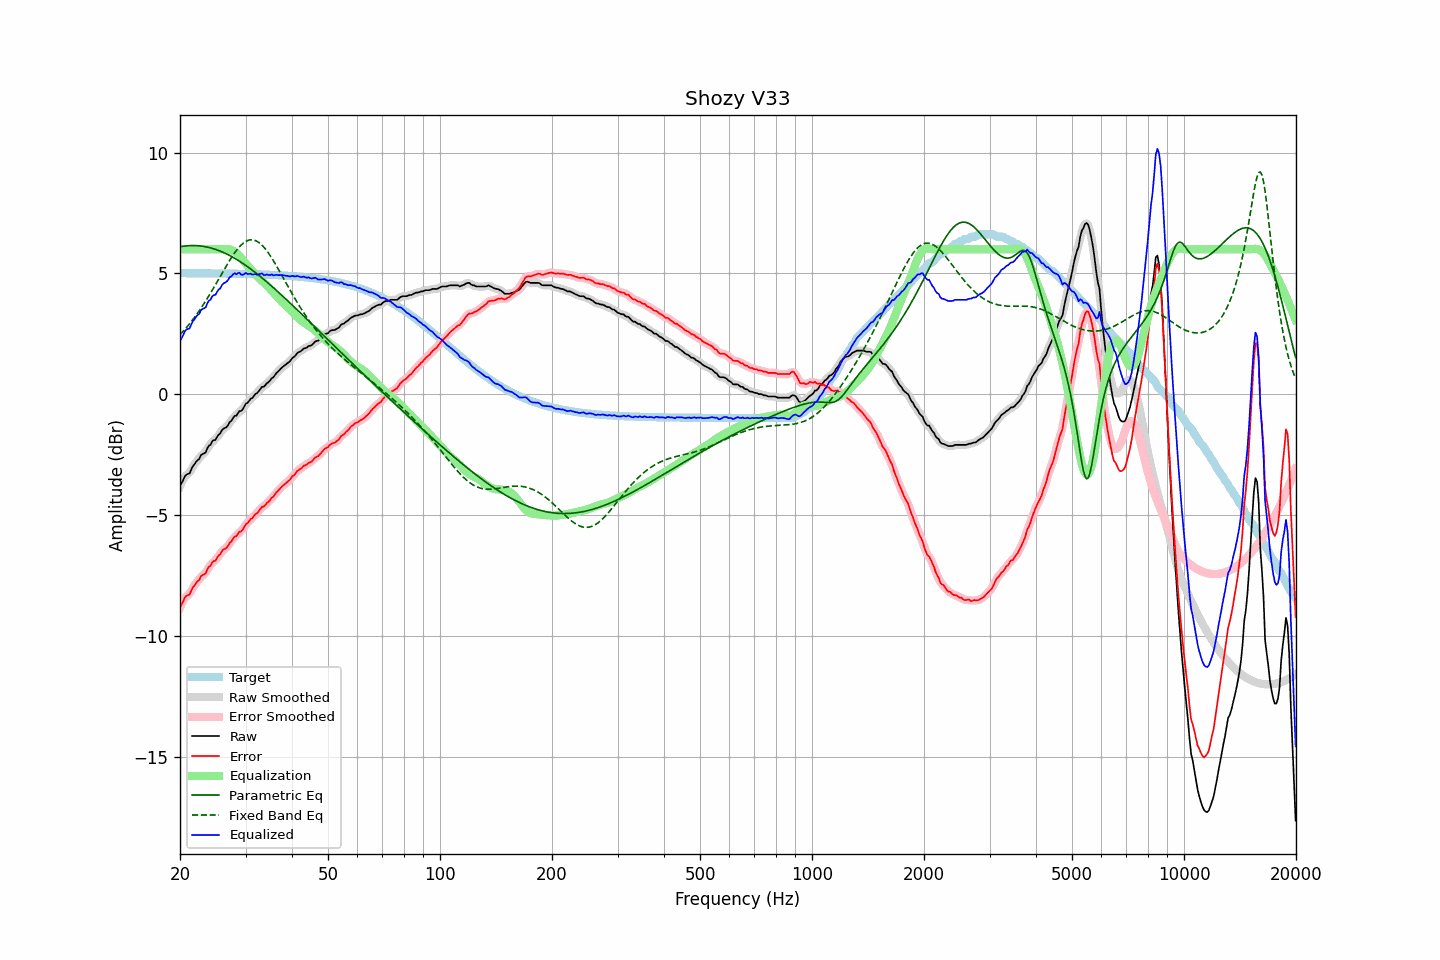 Shozy V33
Amplitude (dBr)
10
5
0
−5
−10
−15
Target
Raw Smoothed
Error Smoothed
Raw
Error
Equalization
Parametric Eq
Fixed Band Eq
Equalized
20 50 100 200 500 1000 2000 5000 10000 20000
Frequency (Hz)